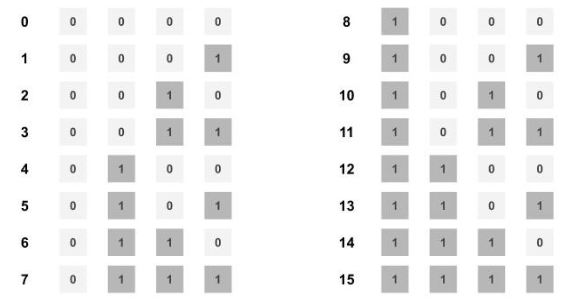 0 0 0 0 0
1 0 0 0 1
2 0 0 1 0
3 0 0 1 1
4 0 1 0 0
5 0 1 0 1
6 0 1 1 0
7 0 1 1 1
8 1 0 0 0
9 1 0 0 1
10 1 0 1 0
11 1 0 1 1
12 1 1 0 0
13 1 1 0 1
14 1 1 1 0
15 1 1 1 1